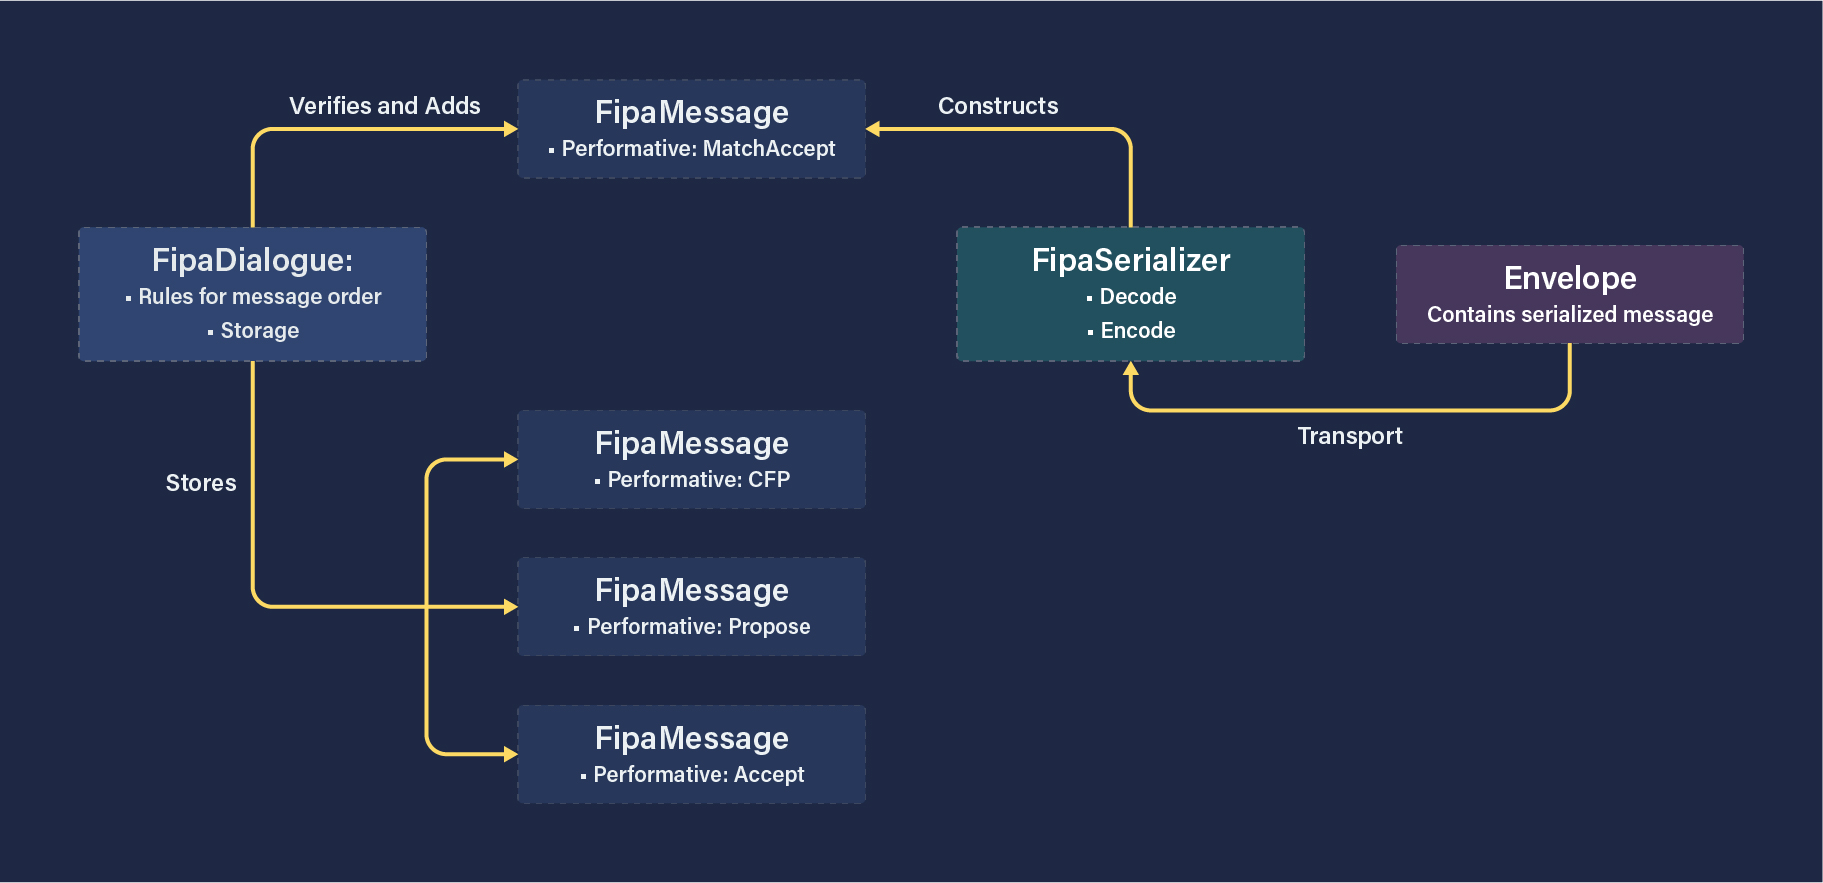 Verifies and Adds
FipaMessage
▪ Performative: MatchAccept
Constructs
FipaDialogue:
▪ Rules for message order
▪ Storage
FipaSerializer
▪ Decode
▪ Encode
Envelope
Contains serialized message
Transport
Stores
FipaMessage
▪ Performative: CFP
FipaMessage
▪ Performative: Propose
FipaMessage
▪ Performative: Accept